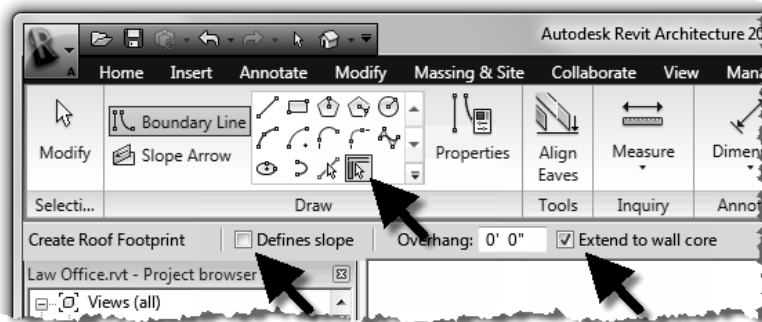 Autodesk Revit Architecture 20
A
Home Insert Annotate Modify Massing & Site Collaborate View Man
Modify
Boundary Line
Slope Arrow
Properties
Align
Eaves
Measure
Dimen
Selecti... Draw Tools Inquiry Annot
Create Roof Footprint Defines slope Overhang: 0' 0" Extend to wall core
Law Office.rvt - Project browser
Views (all)